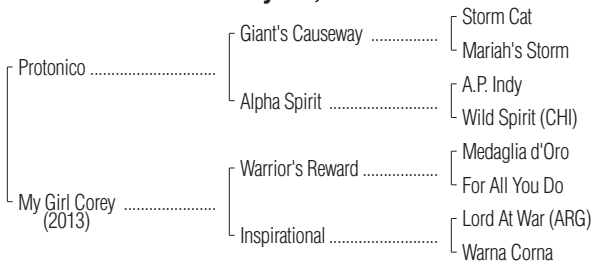 Storm Cat
Giant's Causeway ................
Mariah's Storm
Protonico ..............................
A.P. Indy
Alpha Spirit ..........................
Wild Spirit (CHI)
Medaglia d'Oro
Warrior's Reward ..................
For All You Do
My Girl Corey ......................
(2013)
Lord At War (ARG)
Inspirational ..........................
Warna Corna